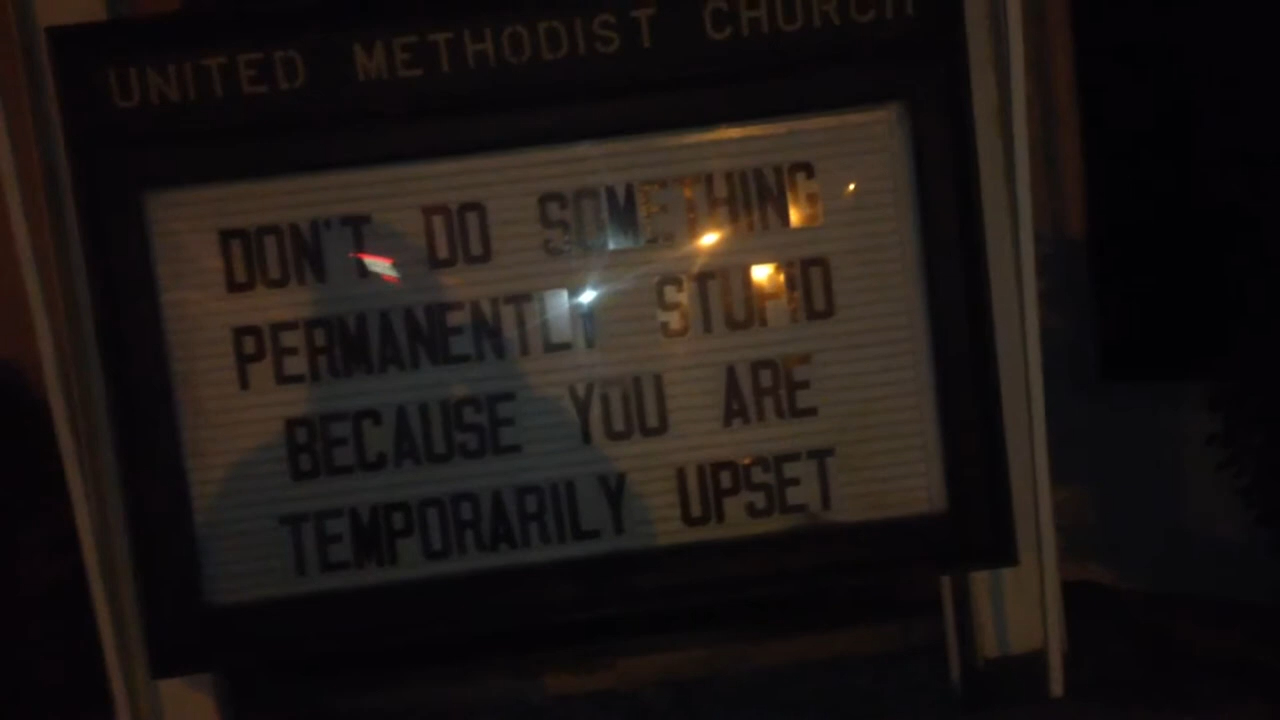 UNITED METHODIST CHURCH
DON'T DO SOMETHING
PERMANENTLY STUPID
BECAUSE YOU ARE
TEMPORARILY UPSET